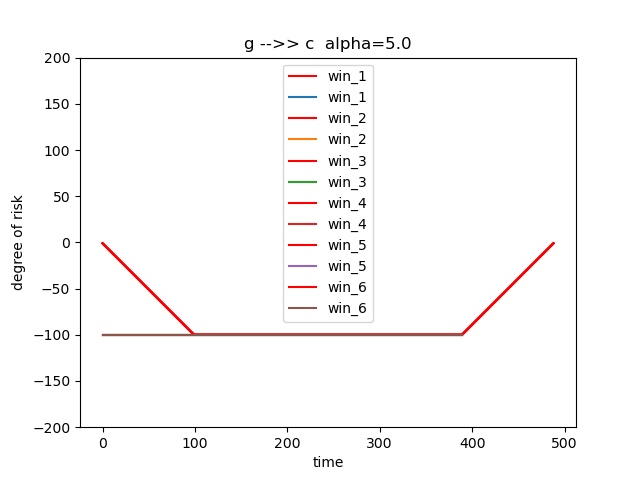 g -->> c  alpha=5.0
200
150
100
50
0
−50
−100
−150
−200
degree of risk
win_1
win_1
win_2
win_2
win_3
win_3
win_4
win_4
win_5
win_5
win_6
win_6
0 100 200 300 400 500
time